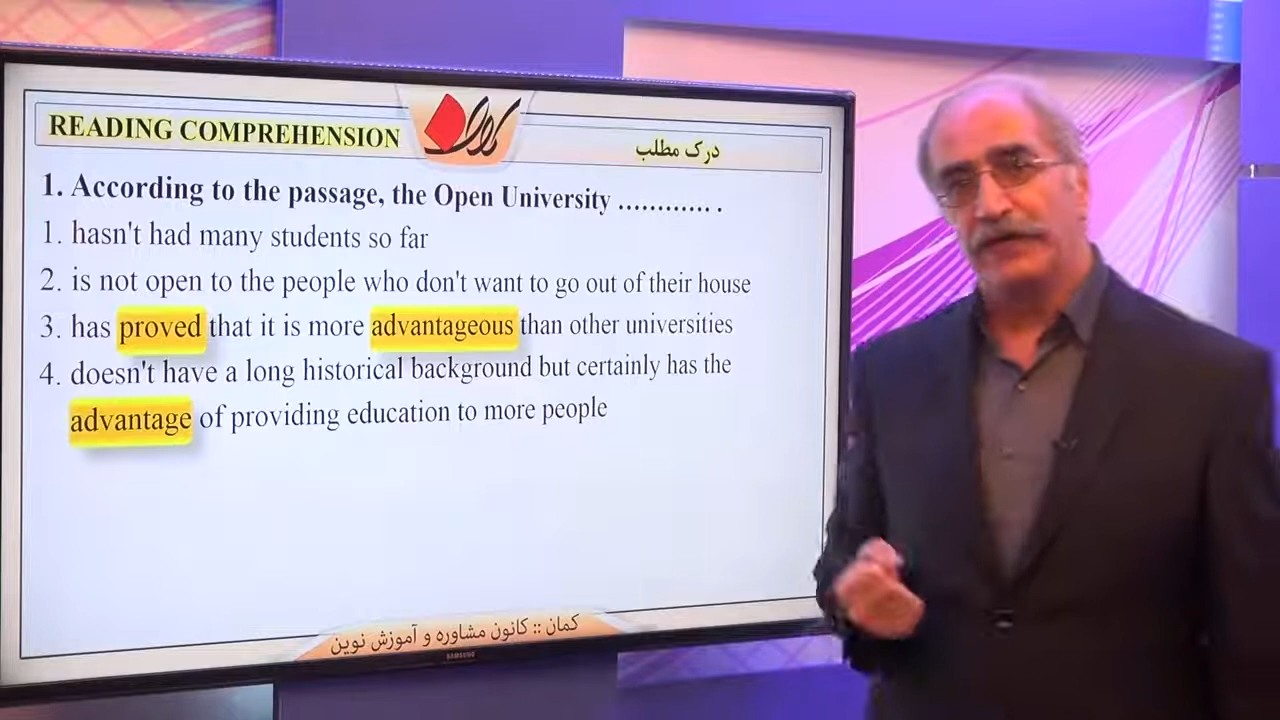 READING COMPREHENSION
کمان
درک مطلب
1. According to the passage, the Open University ............ .
1. hasn't had many students so far
2. is not open to the people who don't want to go out of their house
3. has proved that it is more advantageous than other universities
4. doesn't have a long historical background but certainly has the
advantage of providing education to more people
کمان :: کانون مشاوره و آموزش نوین
SAMSUNG